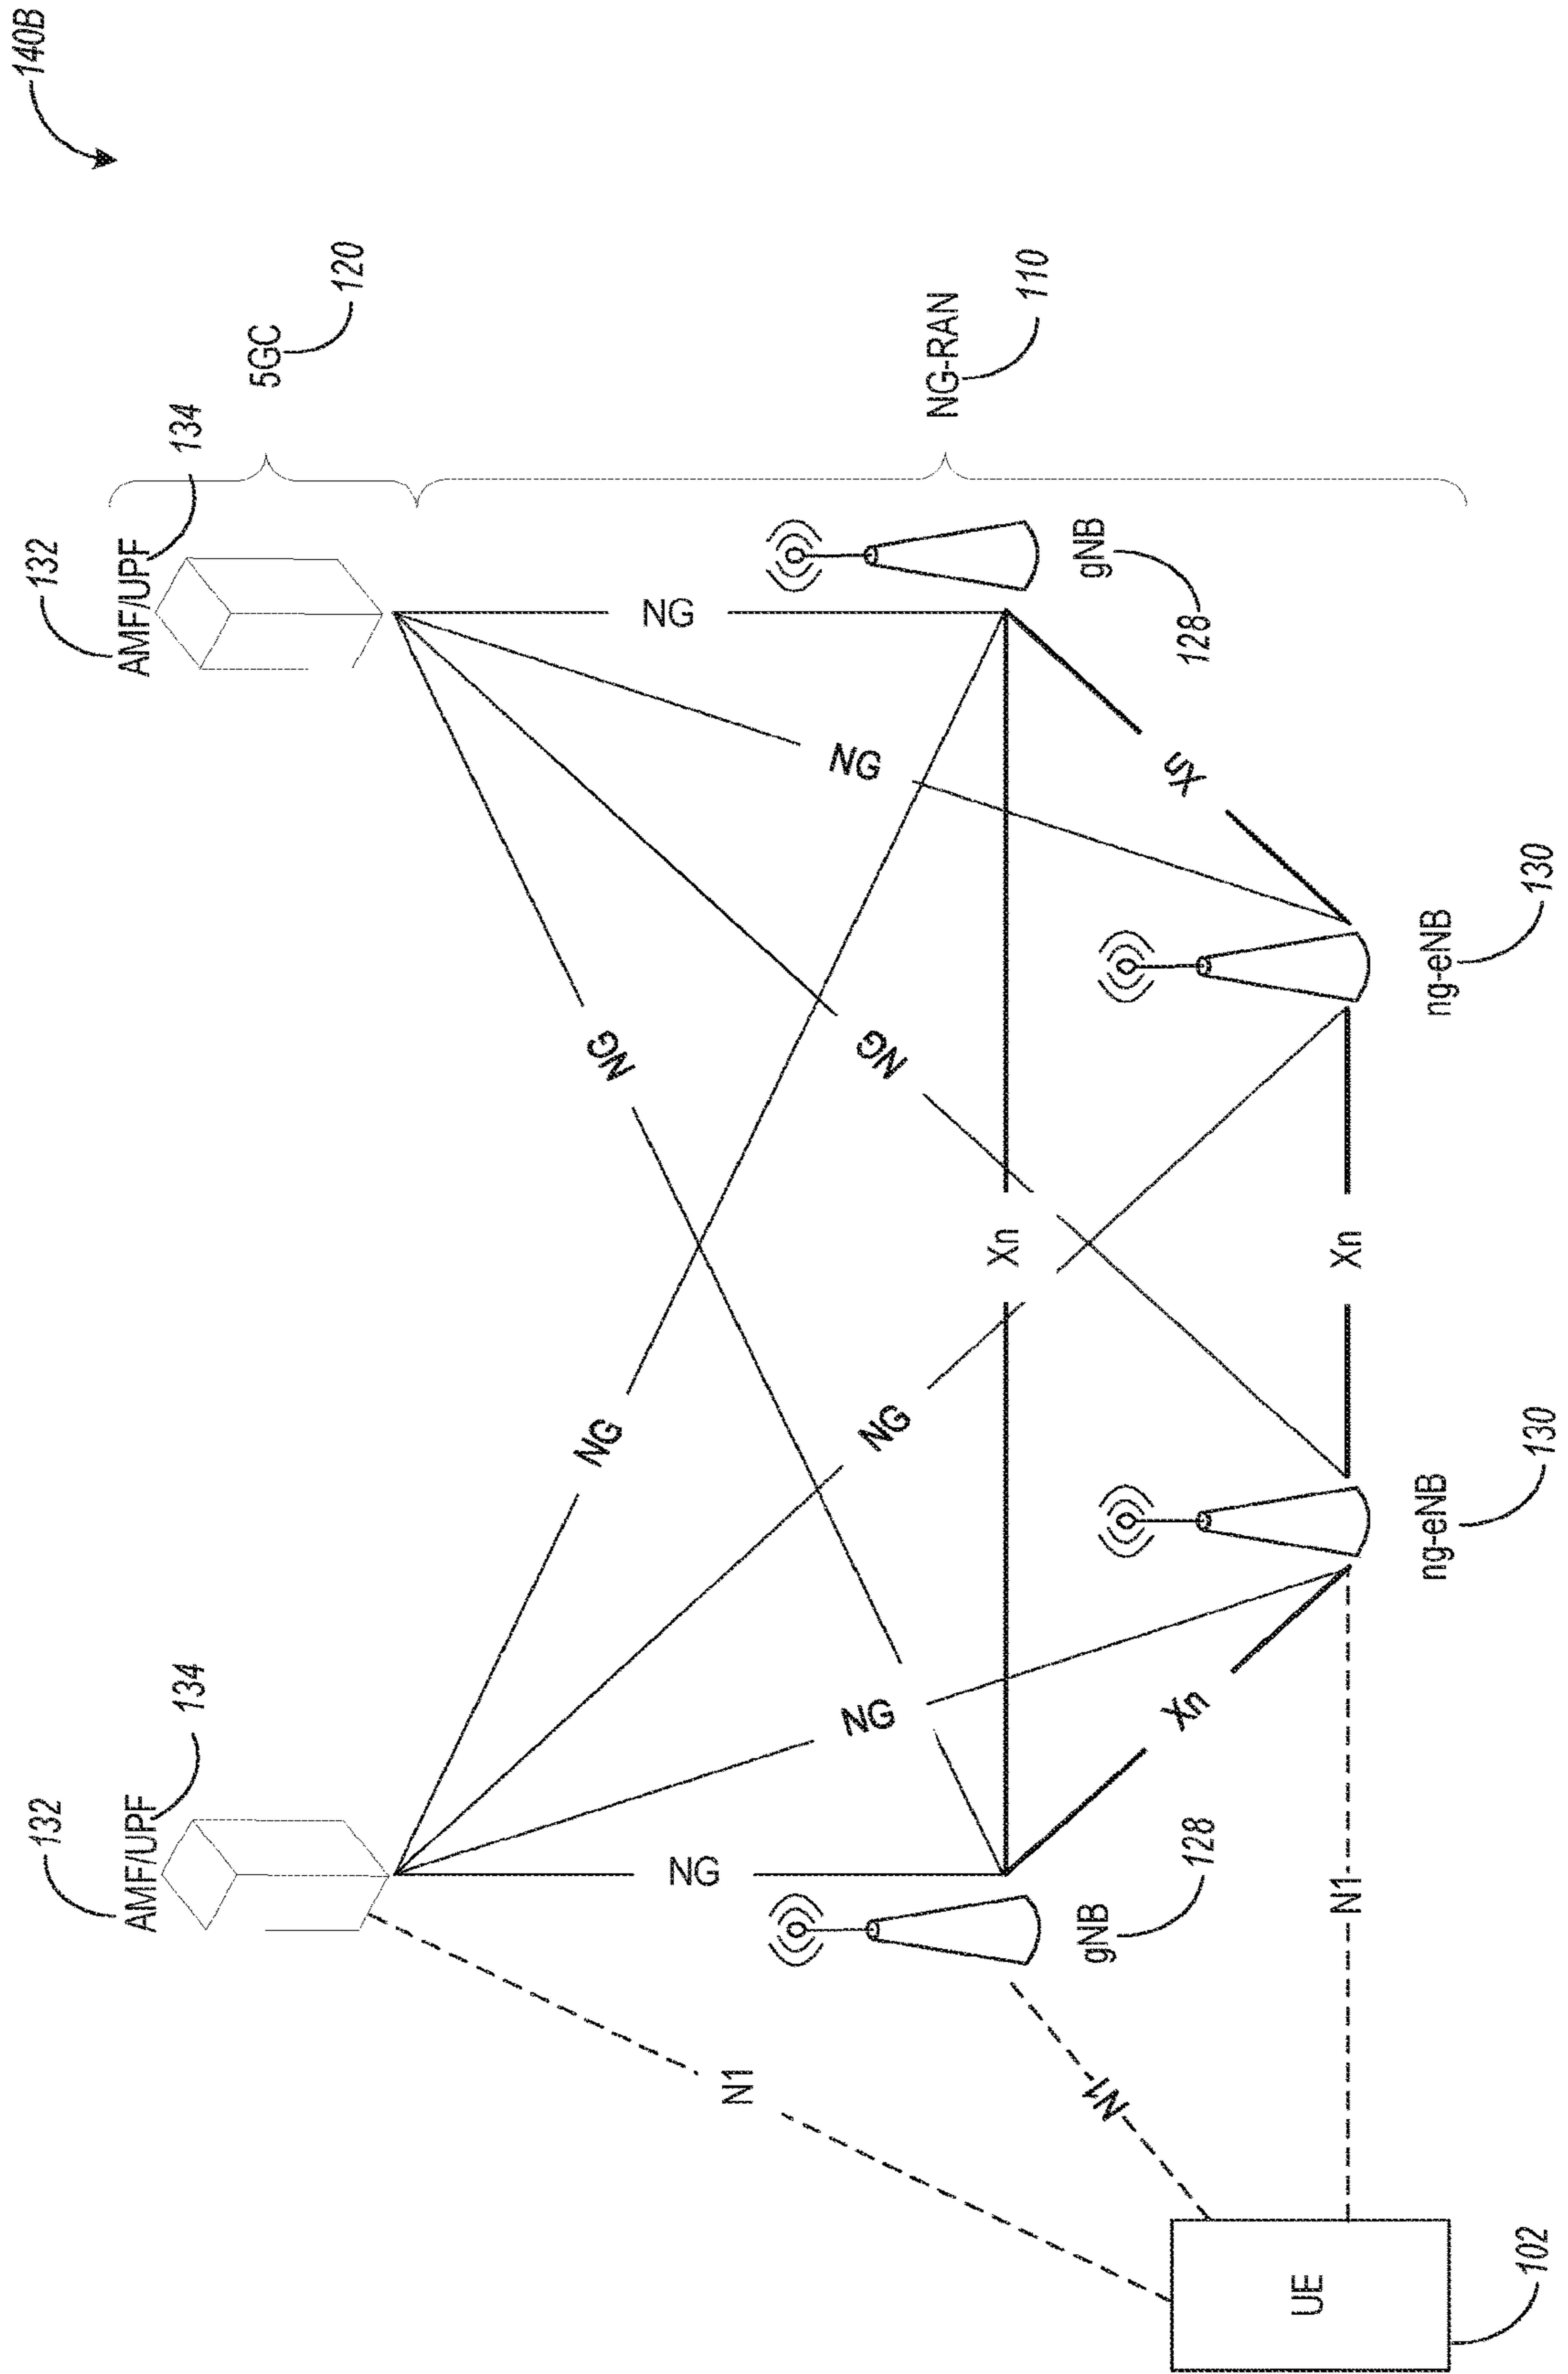 140B
132
AMF/UPF
134
132
AMF/UPF
134
5GC
120
NG
NG
NG
NG
NG
NG
NG
NG
N1
NG-RAN
110
gNB
128
gNB
128
Xn
Xn
Xn
Xn
N1
N1
ng-eNB
130
ng-eNB
130
UE
102